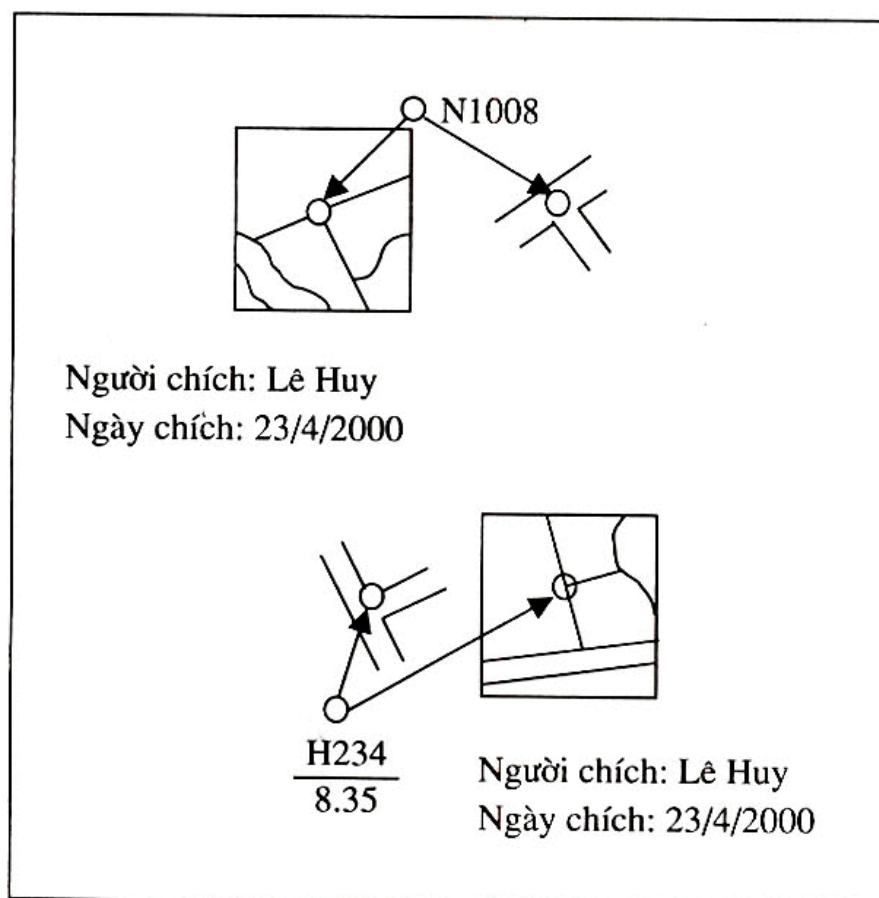 N1008
Người chích: Lê Huy
Ngày chích: 23/4/2000
H234
8.35
Người chích: Lê Huy
Ngày chích: 23/4/2000